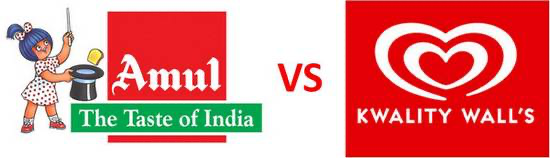 Amul
The Taste of India
VS
KWALITY WALL'S